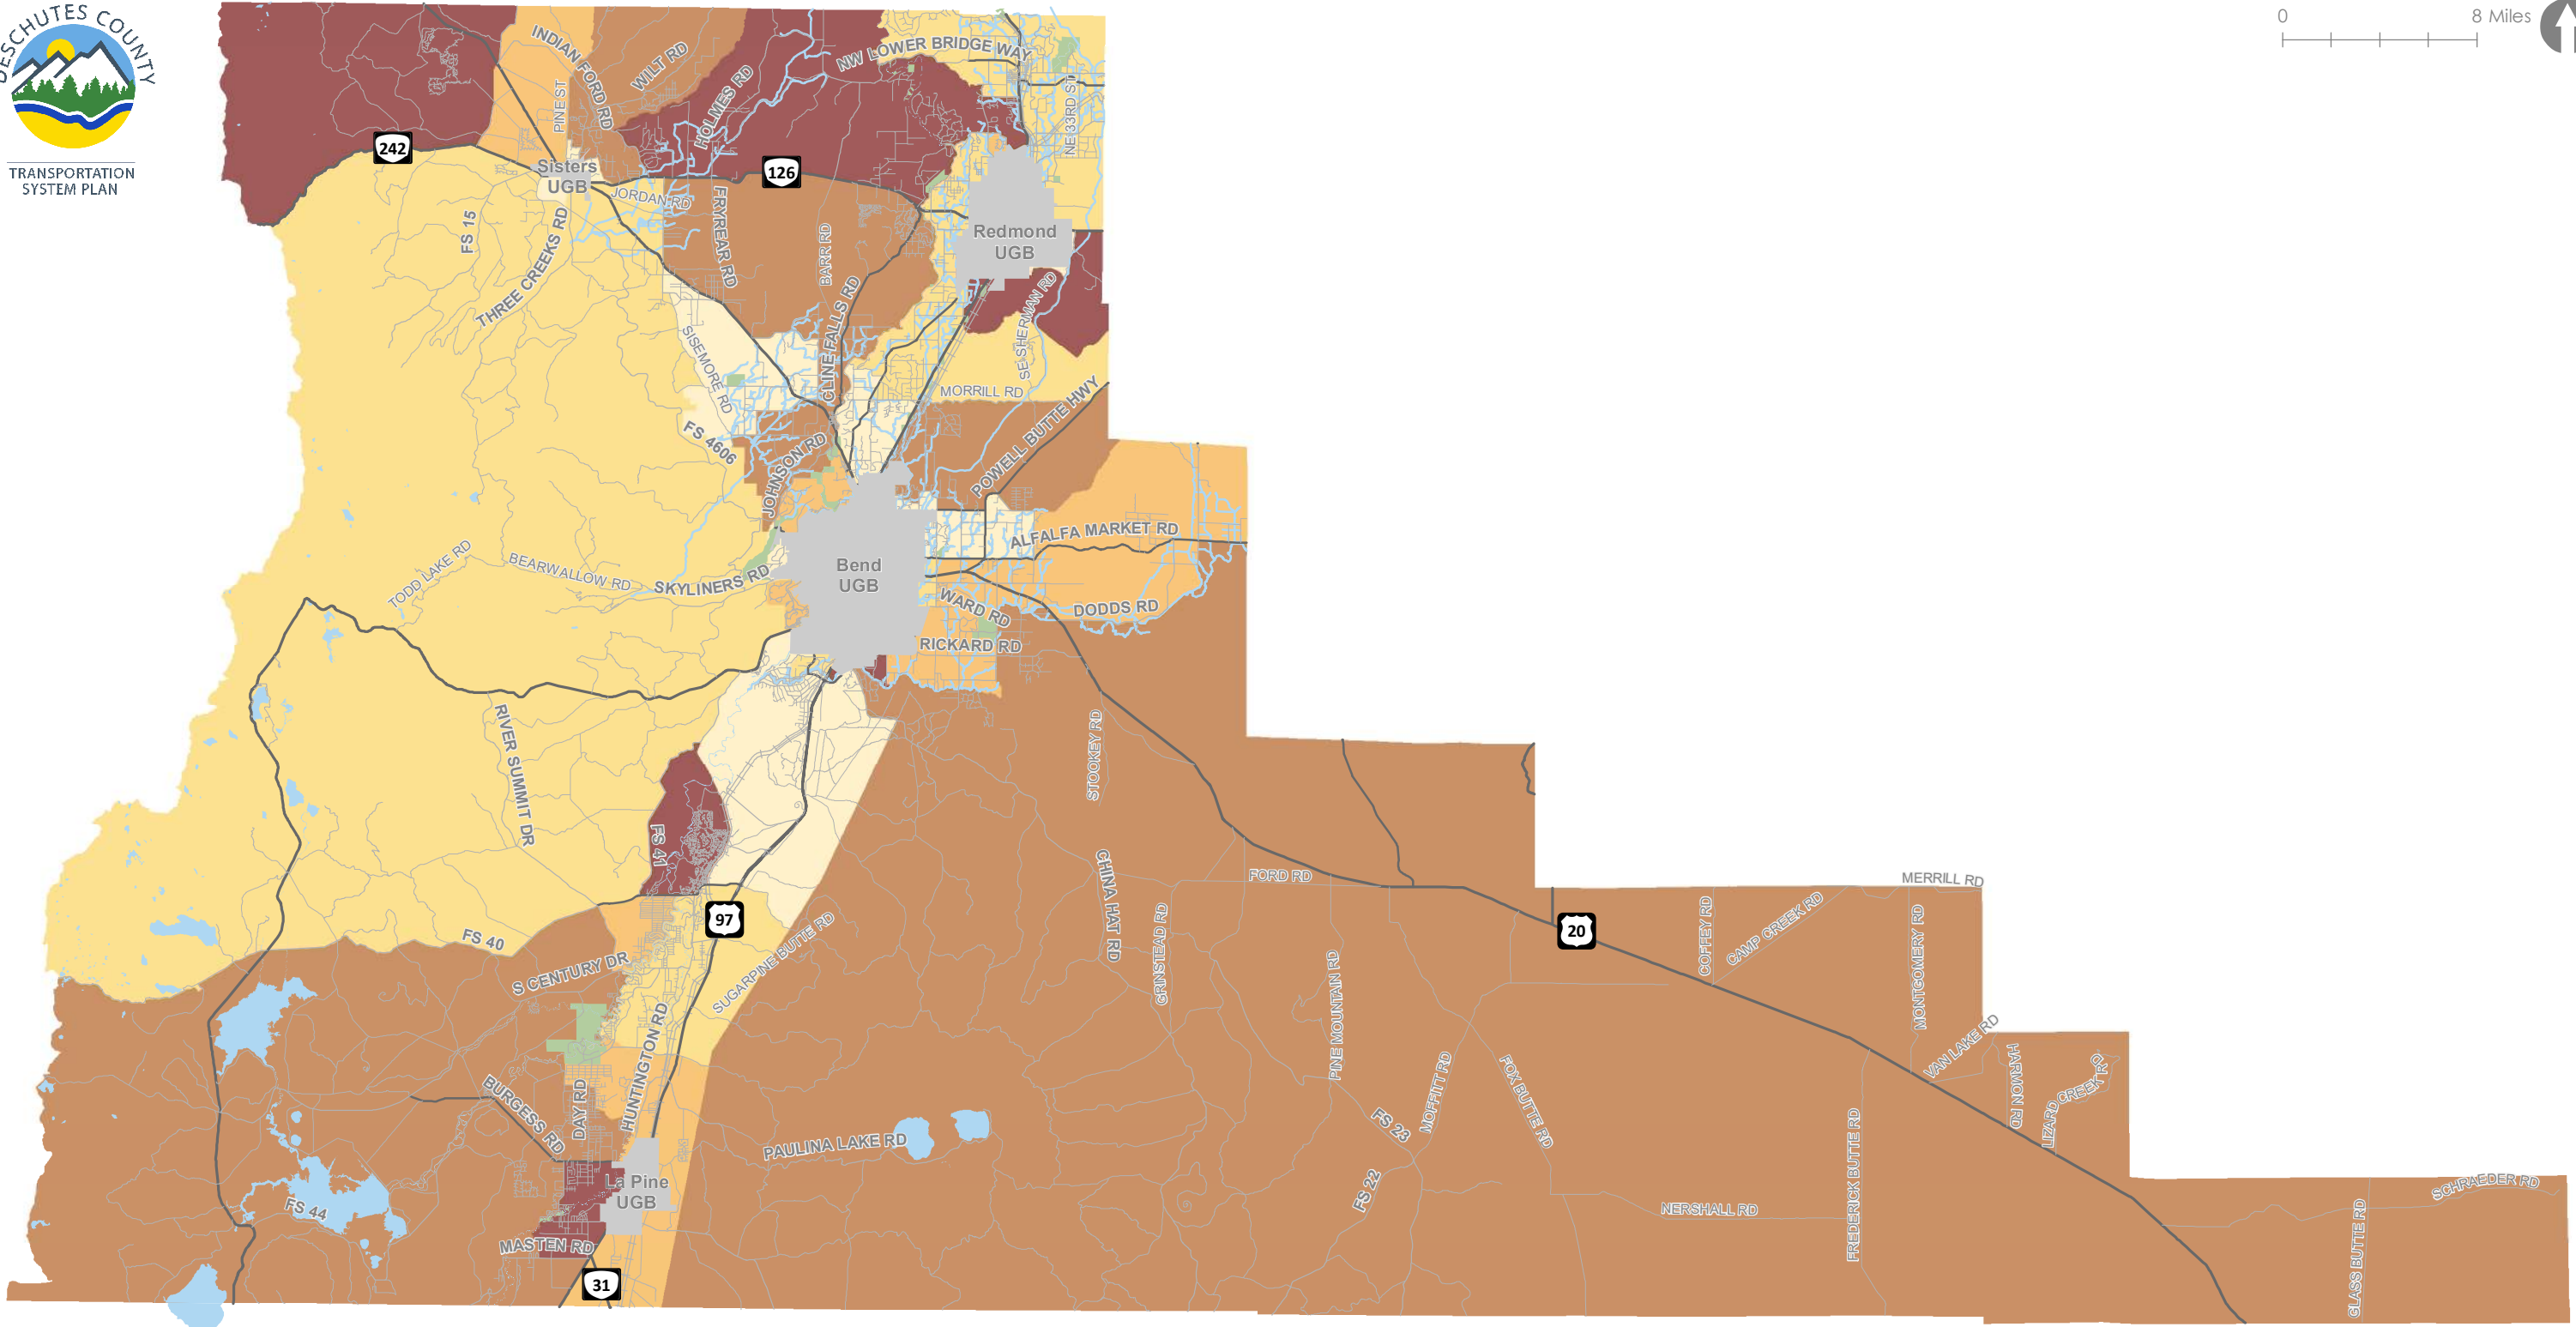 DESCHUTES COUNTY
TRANSPORTATION
SYSTEM PLAN
0
8 Miles
INDIAN FORD RD
WILT RD
PINE ST
HOLMES RD
NW LOWER BRIDGE WAY
NE 33RD ST
242
126
Sisters
UGB
JORDAN RD
FRYREAR RD
BARR RD
Redmond
UGB
FS 15
THREE CREEKS RD
CLINE FALLS RD
SE SHERMAN RD
SISEMORE RD
MORRILL RD
POWELL BUTTE HWY
FS 4606
JOHNSON RD
ALFALFA MARKET RD
TODD LAKE RD
BEARWALLOW RD
SKYLINERS RD
Bend
UGB
WARD RD
DODDS RD
RICKARD RD
RIVER SUMMIT DR
STOOKEY RD
FS 41
CHINA HAT RD
FORD RD
MERRILL RD
97
20
GRINSTEAD RD
COFFEY RD
CAMP CREEK RD
MONTGOMERY RD
FS 40
S CENTURY DR
SUGARPINE BUTTE RD
PINE MOUNTAIN RD
HUNTINGTON RD
VAN LAKE RD
HARMON RD
LIZARD CREEK RD
MOFFITT RD
FOX BUTTE RD
BURGESS RD
DAY RD
FS 23
FREDERICK BUTTE RD
PAULINA LAKE RD
La Pine
UGB
FS 22
FS 44
NERSHALL RD
SCHRAEDER RD
MASTEN RD
GLASS BUTTE RD
31